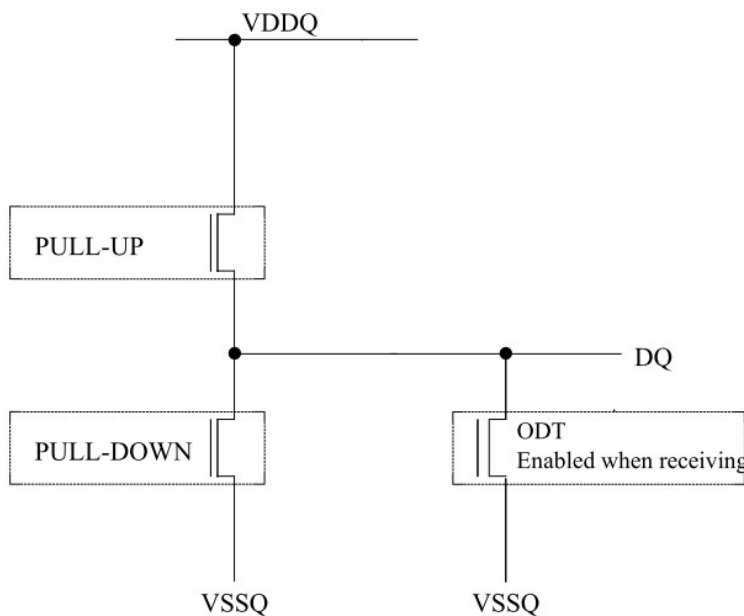 VDDQ
PULL-UP
DQ
PULL-DOWN
ODT
Enabled when receiving
VSSQ
VSSQ